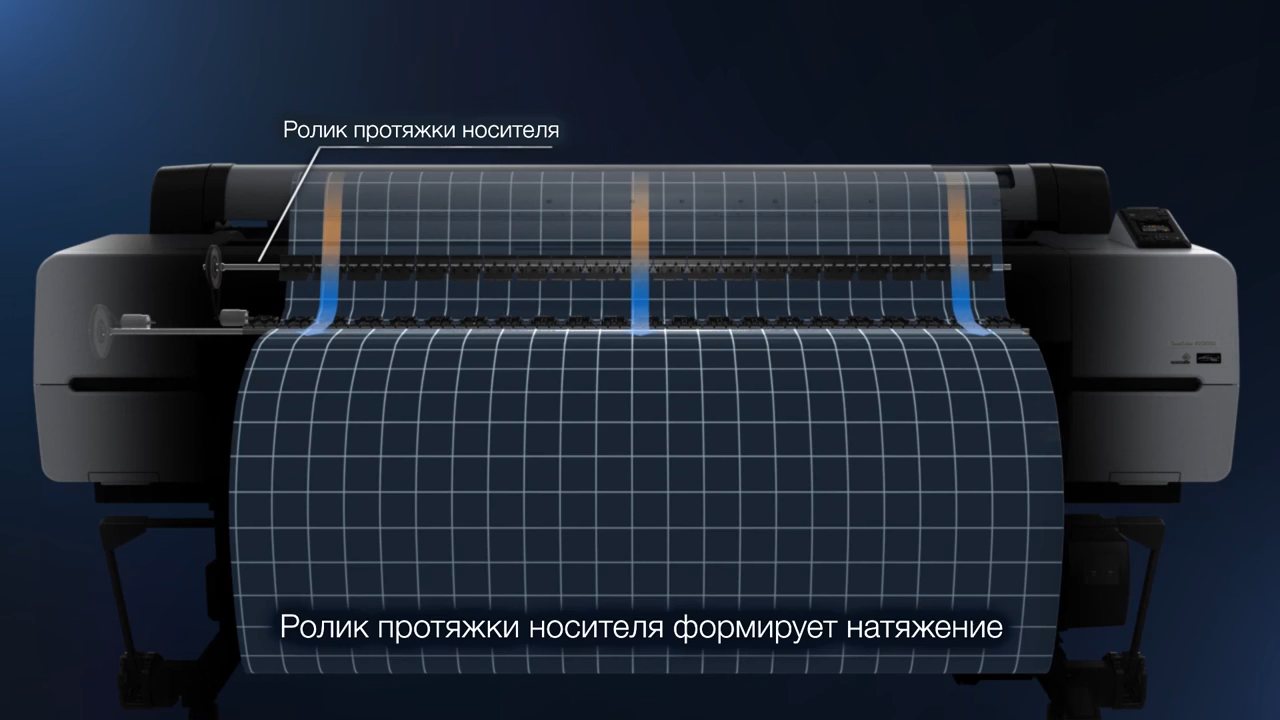 Ролик протяжки носителя
Ролик протяжки носителя формирует натяжение